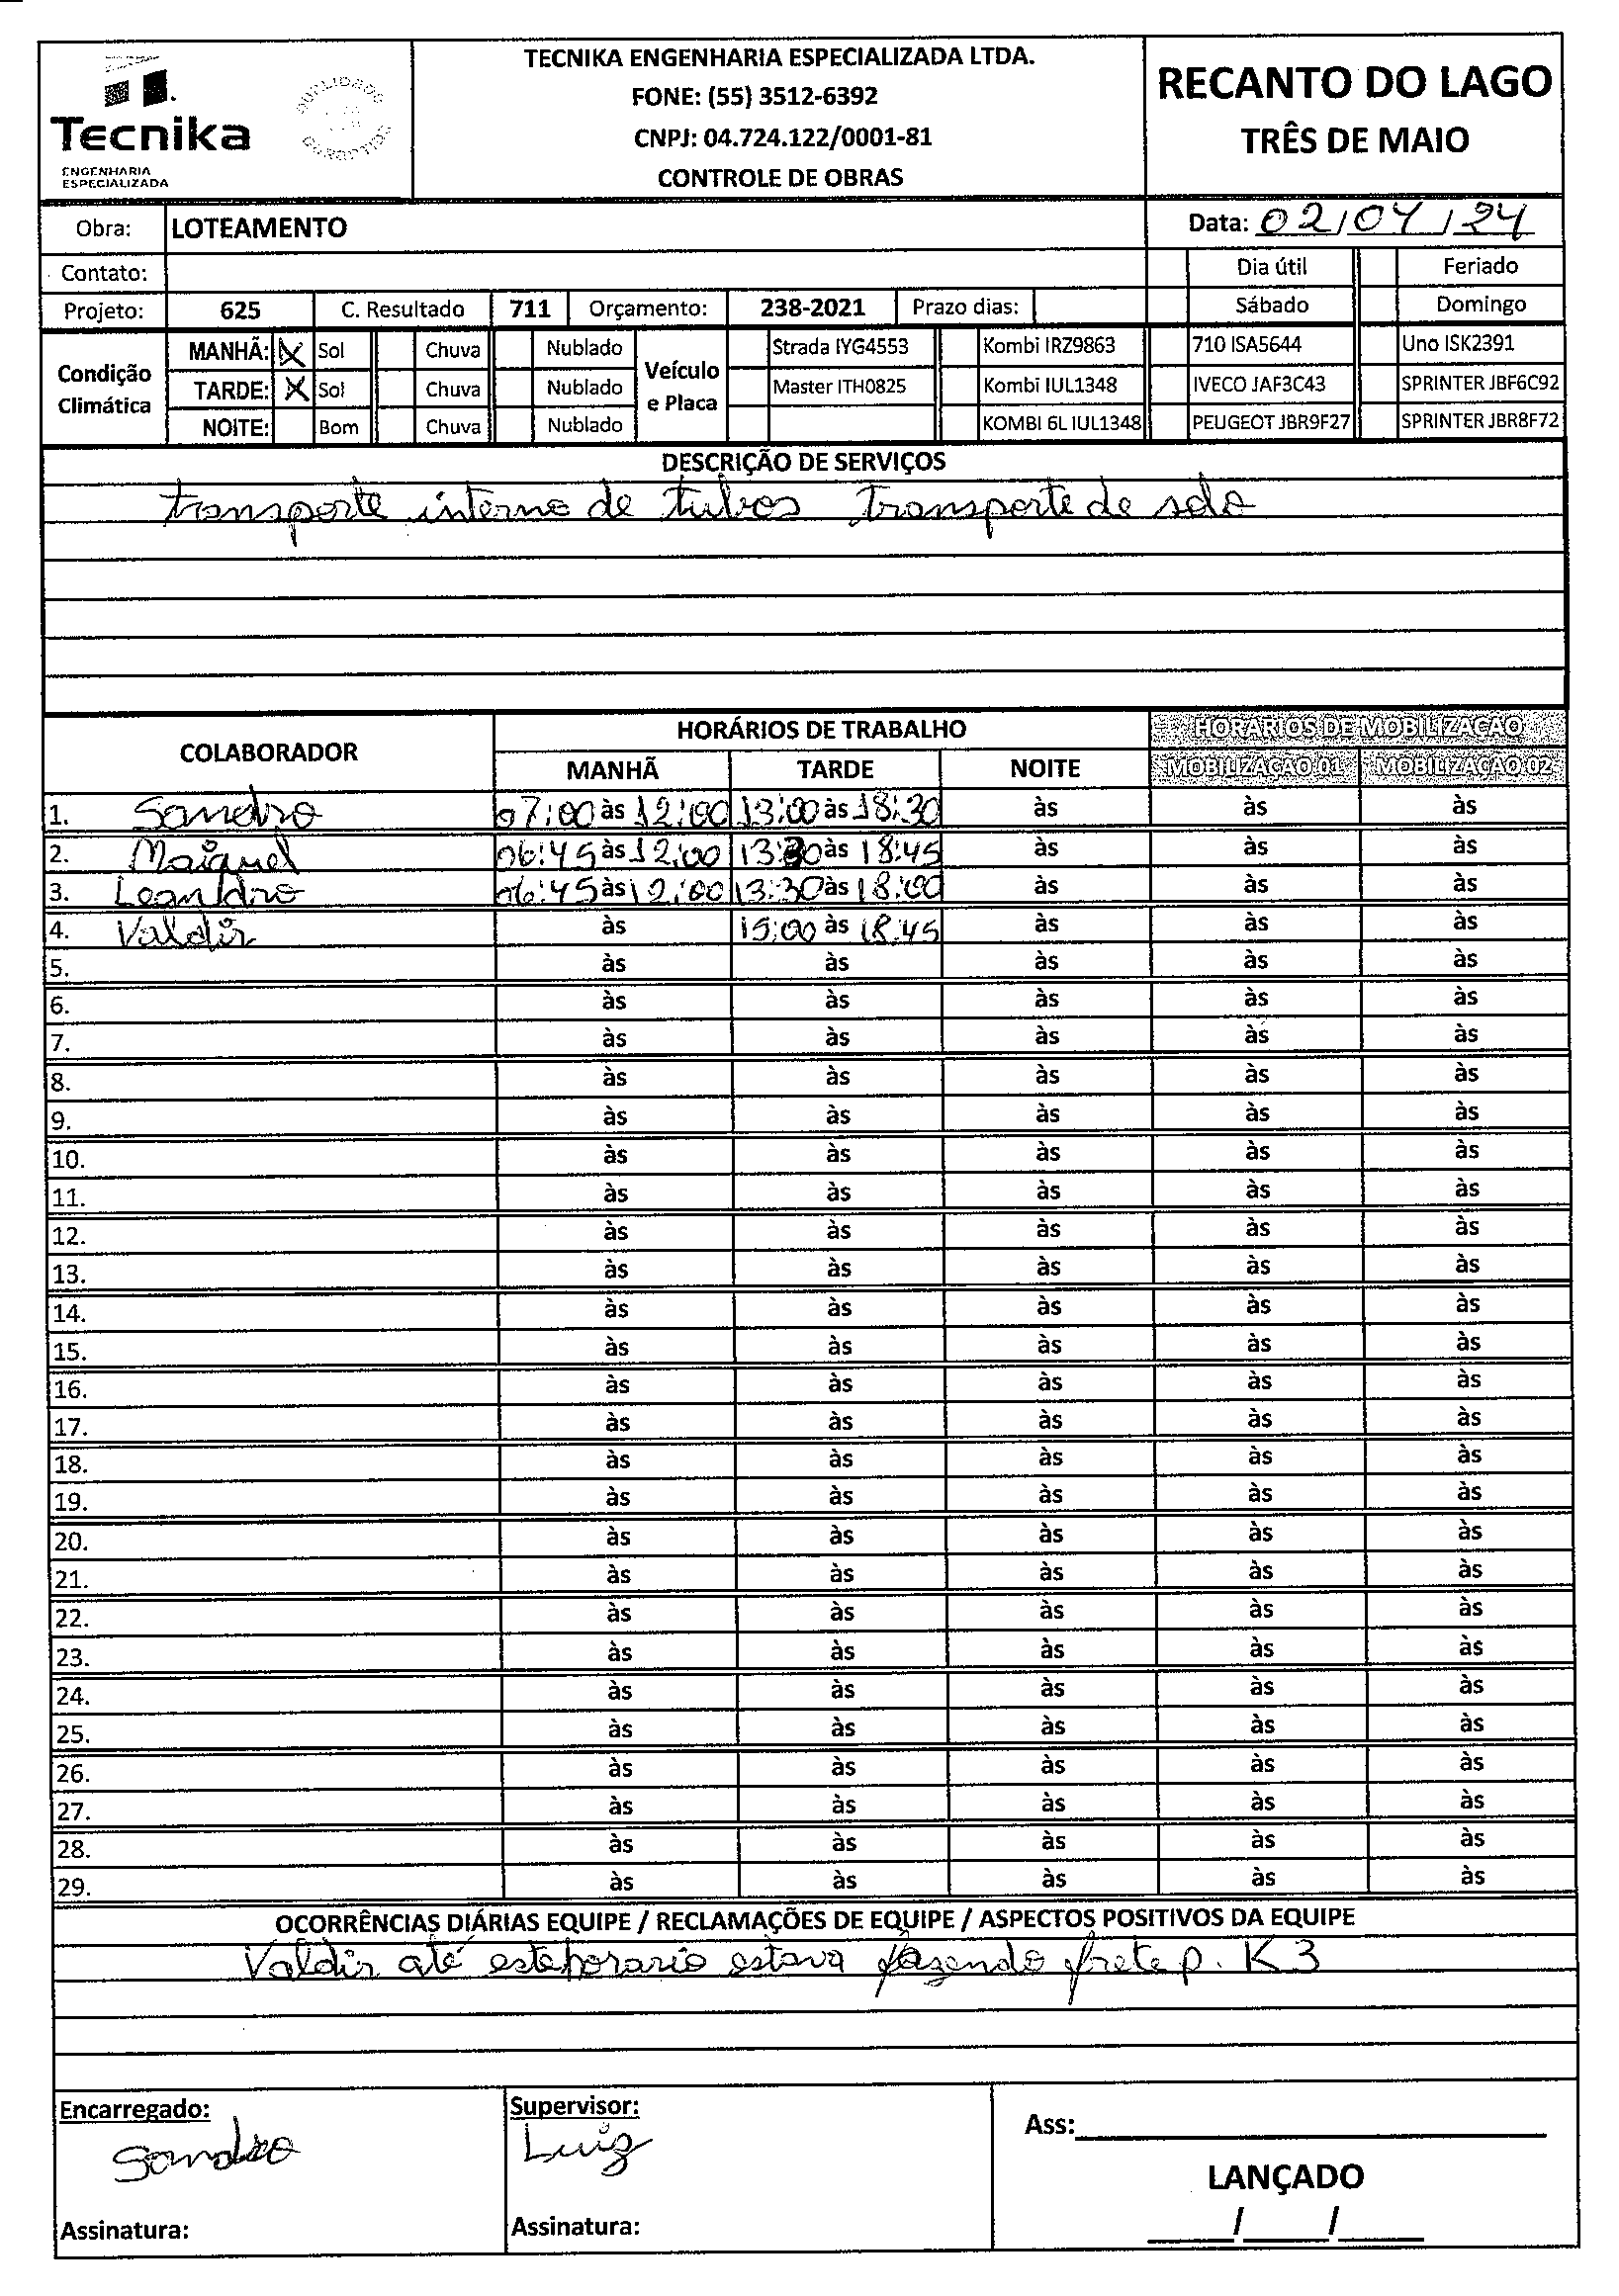 Tecnika
ENGENHARIA
ESPECIALIZADA
TECNIKA ENGENHARIA ESPECIALIZADA LTDA.
FONE: (55) 3512-6392
CNPJ: 04.724.122/0001-81
CONTROLE DE OBRAS
RECANTO DO LAGO
TRÊS DE MAIO
Obra: LOTEAMENTO Data: 02/04/24
Contato: Dia útil Feriado
Projeto: 625 C. Resultado 711 Orçamento: 238-2021 Prazo dias: Sábado Domingo
Condição Climática
MANHÃ: X Sol Chuva Nublado Veículo e Placa Strada IYG4553 Kombi IRZ9863 710 ISA5644 Uno ISK2391
TARDE: X Sol Chuva Nublado Master ITH0825 Kombi IUL1348 IVECO JAF3C43 SPRINTER JBF6C92
NOITE: Bom Chuva Nublado KOMBI 6L IUL1348 PEUGEOT JBR9F27 SPRINTER JBR8F72
DESCRIÇÃO DE SERVIÇOS
transporte interno de tubos transporte de solo
COLABORADOR HORÁRIOS DE TRABALHO HORÁRIOS DE MOBILIZAÇÃO
MANHÃ TARDE NOITE MOBILIZAÇÃO 01 MOBILIZAÇÃO 02
1. Sandro 07:00 às 12:00 13:00 às 18:30 às às às
2. Maiquel 06:45 às 12:00 13:30 às 18:45 às às às
3. Leandro 06:45 às 12:00 13:30 às 18:00 às às às
4. Valdir às 15:00 às 18:45 às às às
5. às às às às às
6. às às às às às
7. às às às às às
8. às às às às às
9. às às às às às
10. às às às às às
11. às às às às às
12. às às às às às
13. às às às às às
14. às às às às às
15. às às às às às
16. às às às às às
17. às às às às às
18. às às às às às
19. às às às às às
20. às às às às às
21. às às às às às
22. às às às às às
23. às às às às às
24. às às às às às
25. às às às às às
26. às às às às às
27. às às às às às
28. às às às às às
29. às às às às às
OCORRÊNCIAS DIÁRIAS EQUIPE / RECLAMAÇÕES DE EQUIPE / ASPECTOS POSITIVOS DA EQUIPE
Valdir até este horario estava fazendo frete p. K3
Encarregado: Supervisor: Ass:
Sandro Luiz
LANÇADO
Assinatura: Assinatura: / /